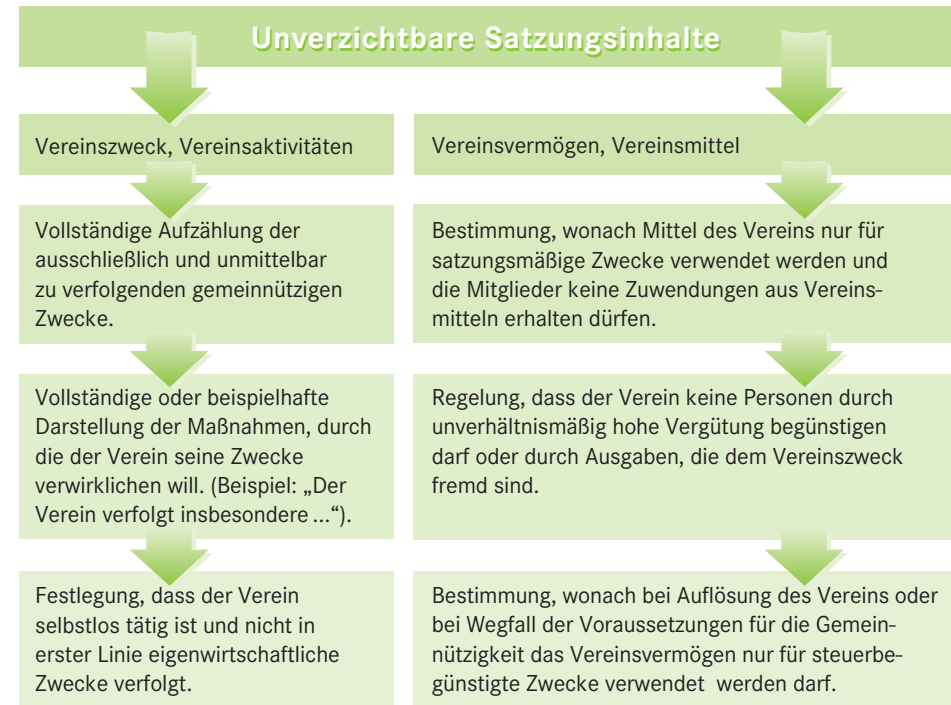 Unverzichtbare Satzungsinhalte
Vereinszweck, Vereinsaktivitäten
Vollständige Aufzählung der
ausschließlich und unmittelbar
zu verfolgenden gemeinnützigen
Zwecke.
Vollständige oder beispielhafte
Darstellung der Maßnahmen, durch
die der Verein seine Zwecke
verwirklichen will. (Beispiel: „Der
Verein verfolgt insbesondere ...“).
Festlegung, dass der Verein
selbstlos tätig ist und nicht in
erster Linie eigenwirtschaftliche
Zwecke verfolgt.
Vereinsvermögen, Vereinsmittel
Bestimmung, wonach Mittel des Vereins nur für
satzungsmäßige Zwecke verwendet werden und
die Mitglieder keine Zuwendungen aus Vereins-
mitteln erhalten dürfen.
Regelung, dass der Verein keine Personen durch
unverhältnismäßig hohe Vergütung begünstigen
darf oder durch Ausgaben, die dem Vereinszweck
fremd sind.
Bestimmung, wonach bei Auflösung des Vereins oder
bei Wegfall der Voraussetzungen für die Gemein-
nützigkeit das Vereinsvermögen nur für steuerbe-
günstigte Zwecke verwendet werden darf.